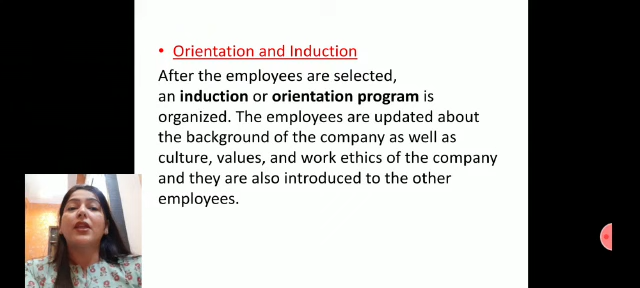 • Orientation and Induction
After the employees are selected,
an induction or orientation program is
organized. The employees are updated about
the background of the company as well as
culture, values, and work ethics of the company
and they are also introduced to the other
employees.